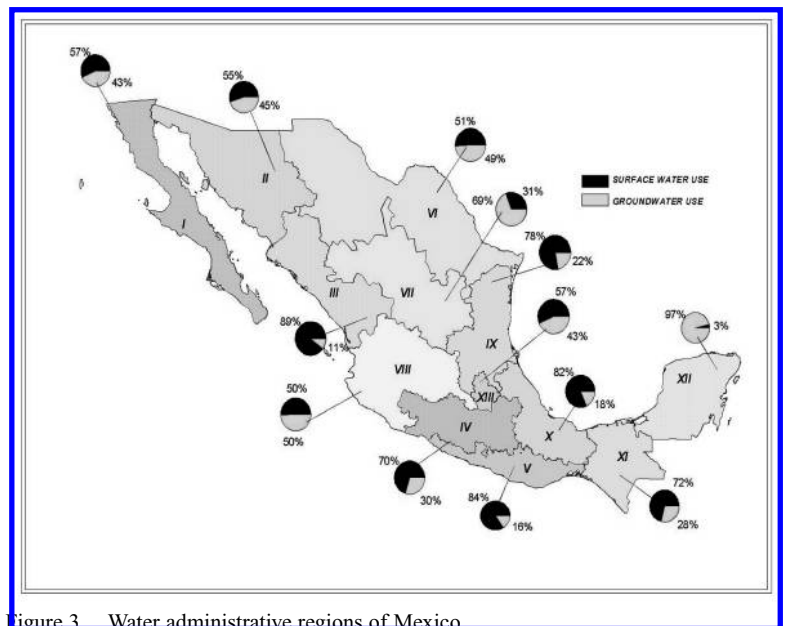 57%
43%
55%
45%
51%
49%
SURFACE WATER USE
GROUNDWATER USE
69%
31%
78%
22%
57%
43%
97%
3%
89%
11%
82%
18%
50%
50%
70%
30%
84%
16%
72%
28%
I
II
III
VI
VII
VIII
IX
XIII
IV
V
X
XI
XII
Figure 3. Water administrative regions of Mexico